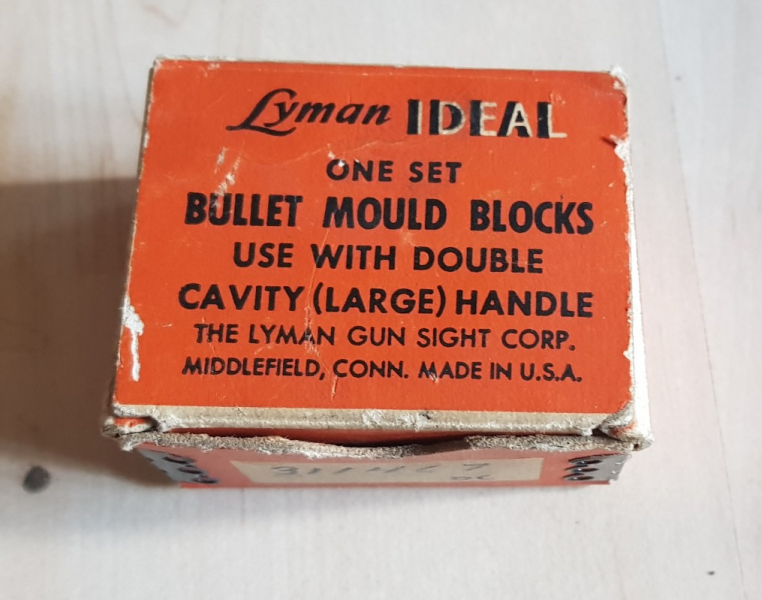 Lyman IDEAL
ONE SET
BULLET MOULD BLOCKS
USE WITH DOUBLE
CAVITY (LARGE) HANDLE
THE LYMAN GUN SIGHT CORP.
MIDDLEFIELD, CONN. MADE IN U.S.A.